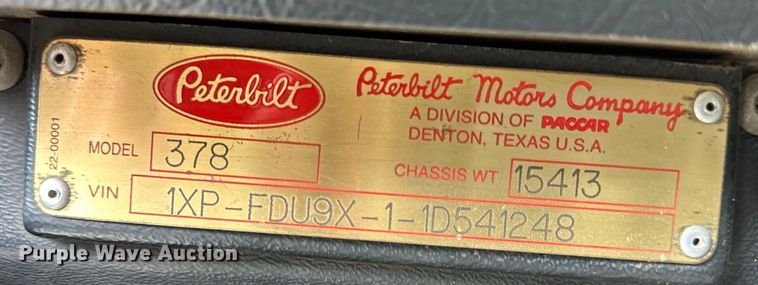 Peterbilt
Peterbilt Motors Company
A DIVISION OF PACCAR
DENTON, TEXAS U.S.A.
22-00001
MODEL 378
CHASSIS WT 15413
VIN 1XP-FDU9X-1-1D541248
Purple Wave Auction